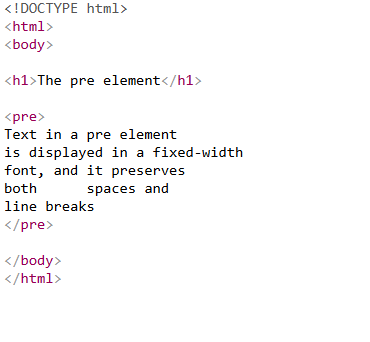 <!DOCTYPE html>
<html>
<body>

<h1>The pre element</h1>

<pre>
Text in a pre element
is displayed in a fixed-width
font, and it preserves
both      spaces and
line breaks
</pre>

</body>
</html>